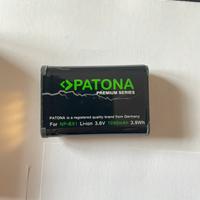 PATONA
PREMIUM SERIES
PATONA is a registered quality brand from Germany
For NP-BX1 Li-ion 3,6V 1090mAh 3.9Wh